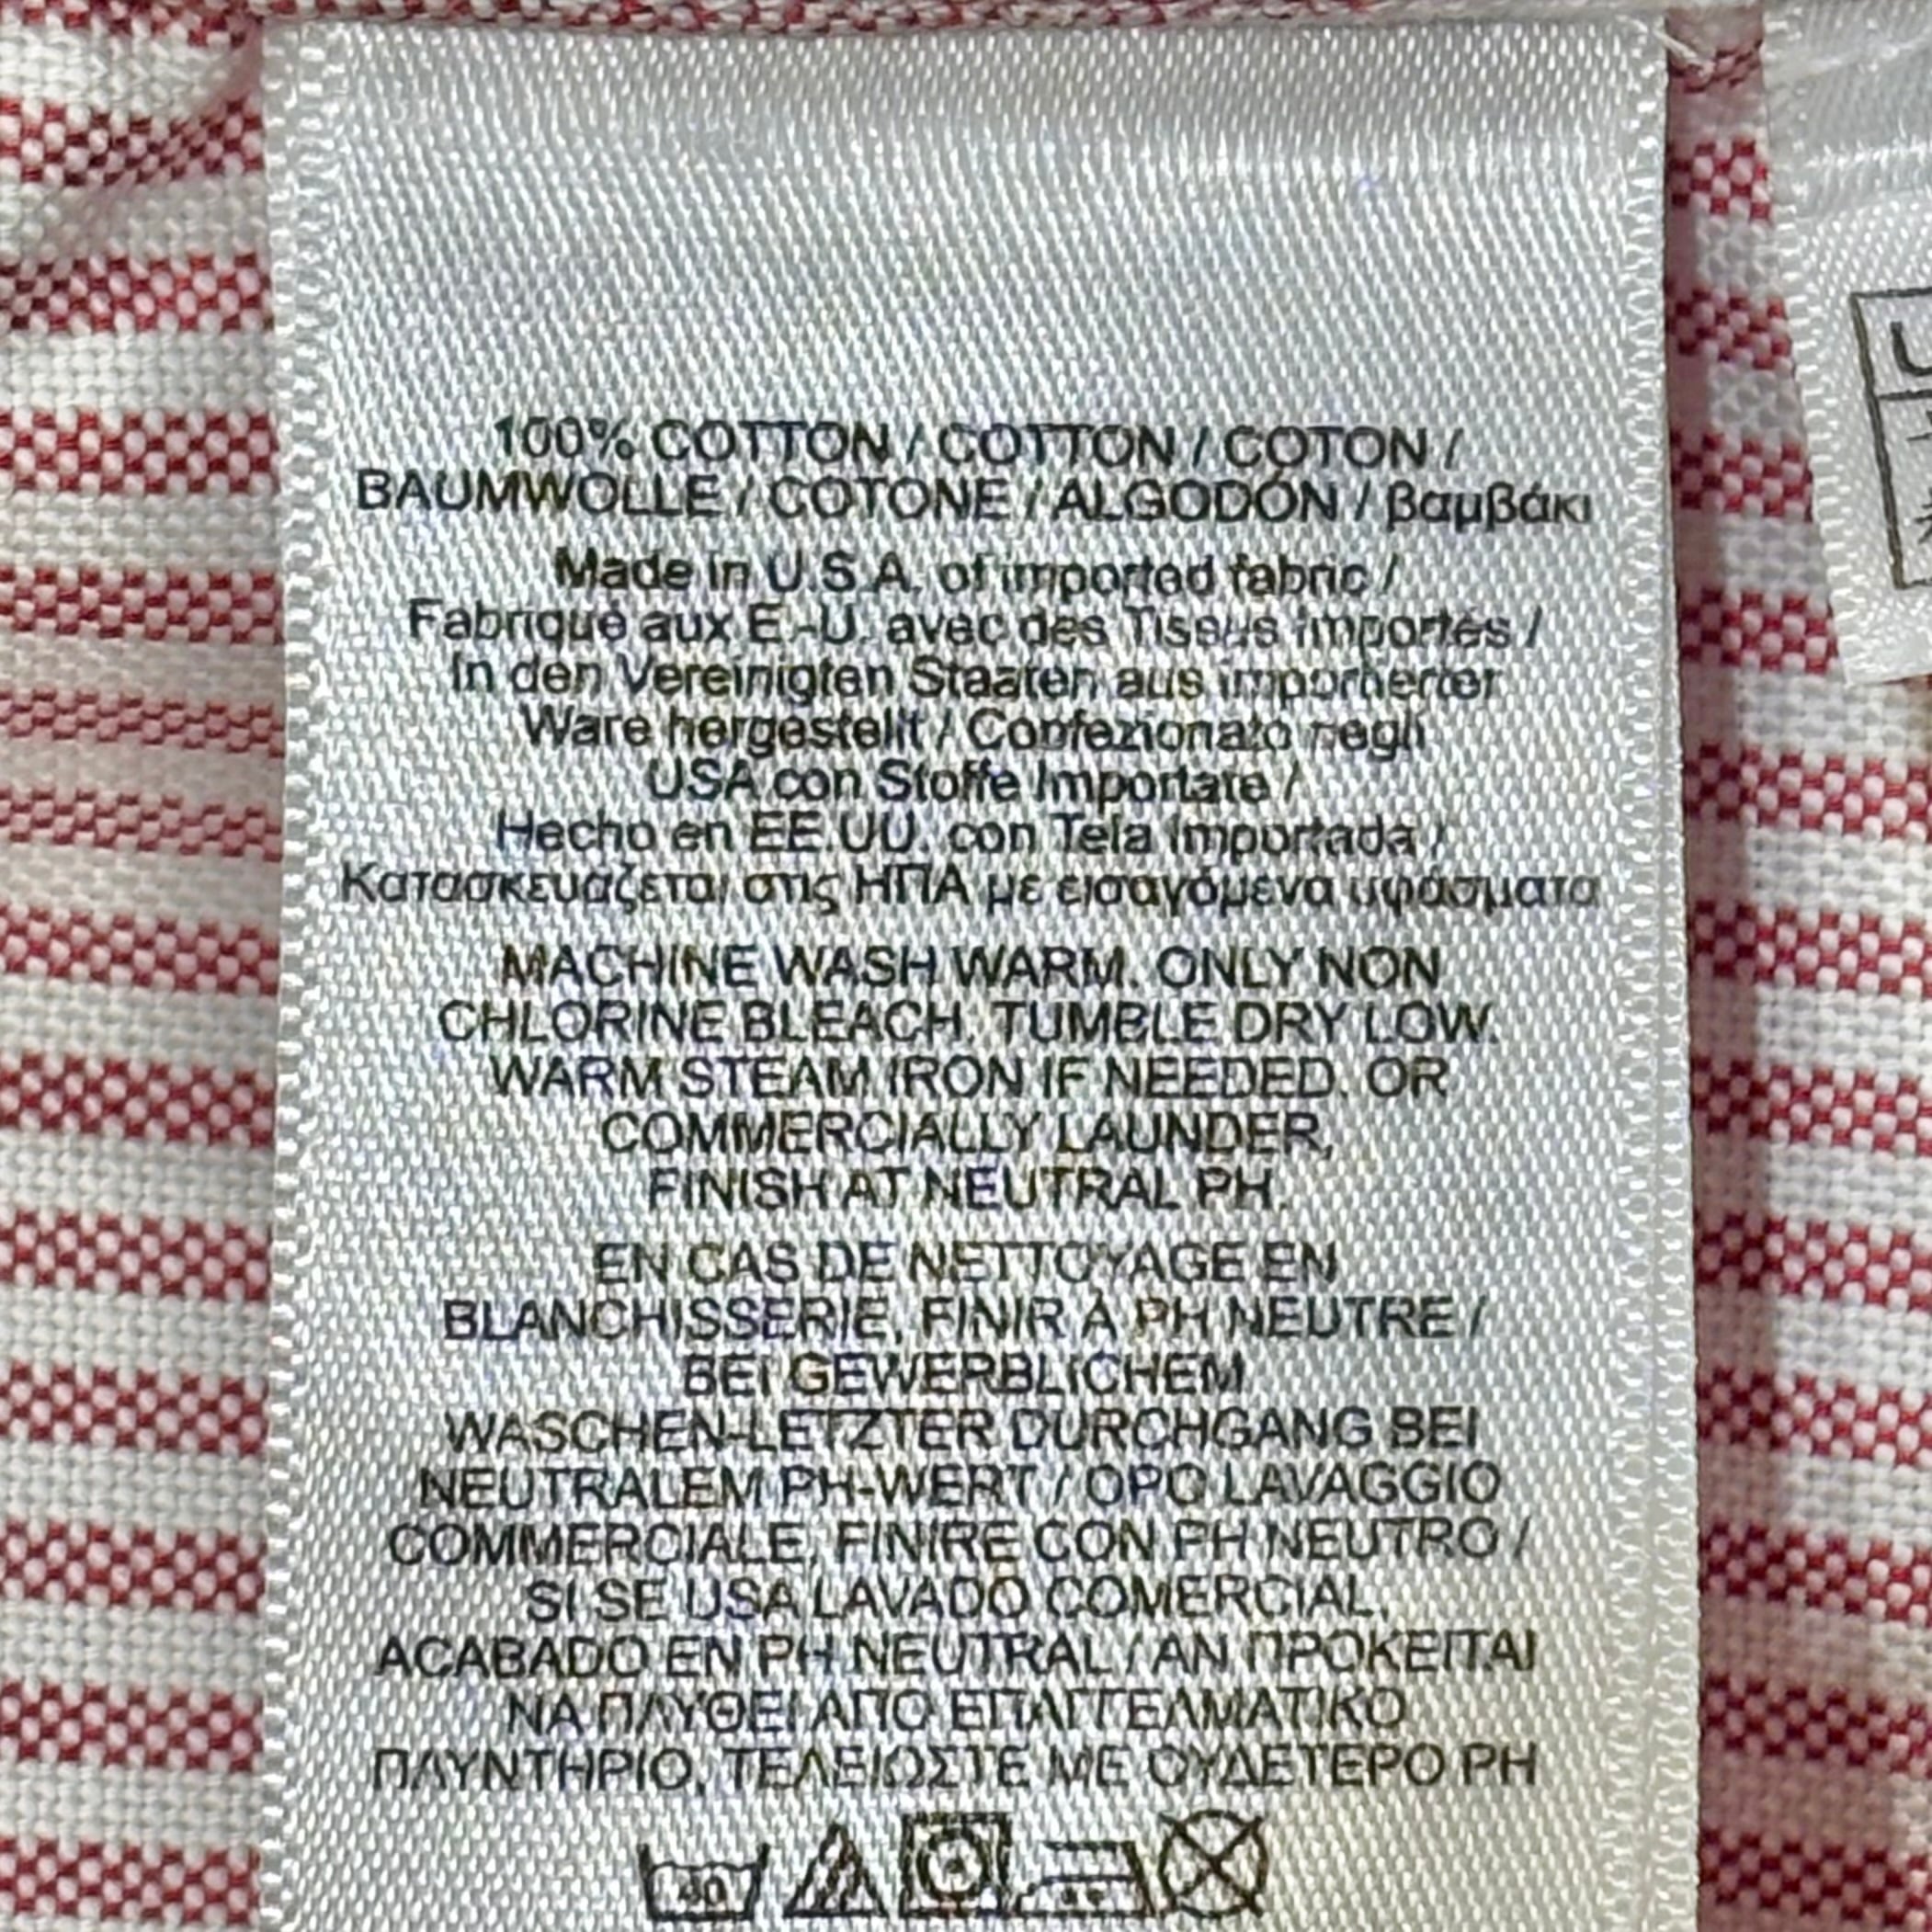 100% COTTON / COTTON / COTON /
BAUMWOLLE / COTONE / ALGODÓN / βαμβάκι
Made in U.S.A. of imported fabric /
Fabriqué aux E.-U. avec des Tissus importés /
In den Vereinigten Staaten aus importierter
Ware hergestellt / Confezionato negli
USA con Stoffe Importate /
Hecho en EE.UU. con Tela Importada /
Κατασκευάζεται στις ΗΠΑ με εισαγόμενα υφάσματα
MACHINE WASH WARM. ONLY NON
CHLORINE BLEACH. TUMBLE DRY LOW.
WARM STEAM IRON IF NEEDED. OR
COMMERCIALLY LAUNDER,
FINISH AT NEUTRAL PH.
EN CAS DE NETTOYAGE EN
BLANCHISSERIE, FINIR À PH NEUTRE /
BEI GEWERBLICHEM
WASCHEN-LETZTER DURCHGANG BEI
NEUTRALEM PH-WERT / OPO LAVAGGIO
COMMERCIALE, FINIRE CON PH NEUTRO /
SI SE USA LAVADO COMERCIAL,
ACABADO EN PH NEUTRAL / ΑΝ ΠΡΟΚΕΙΤΑΙ
ΝΑ ΠΛΥΘΕΙ ΑΠΟ ΕΠΑΓΓΕΛΜΑΤΙΚΟ
ΠΛΥΝΤΗΡΙΟ, ΤΕΛΕΙΩΣΤΕ ΜΕ ΟΥΔΕΤΕΡΟ PH
40